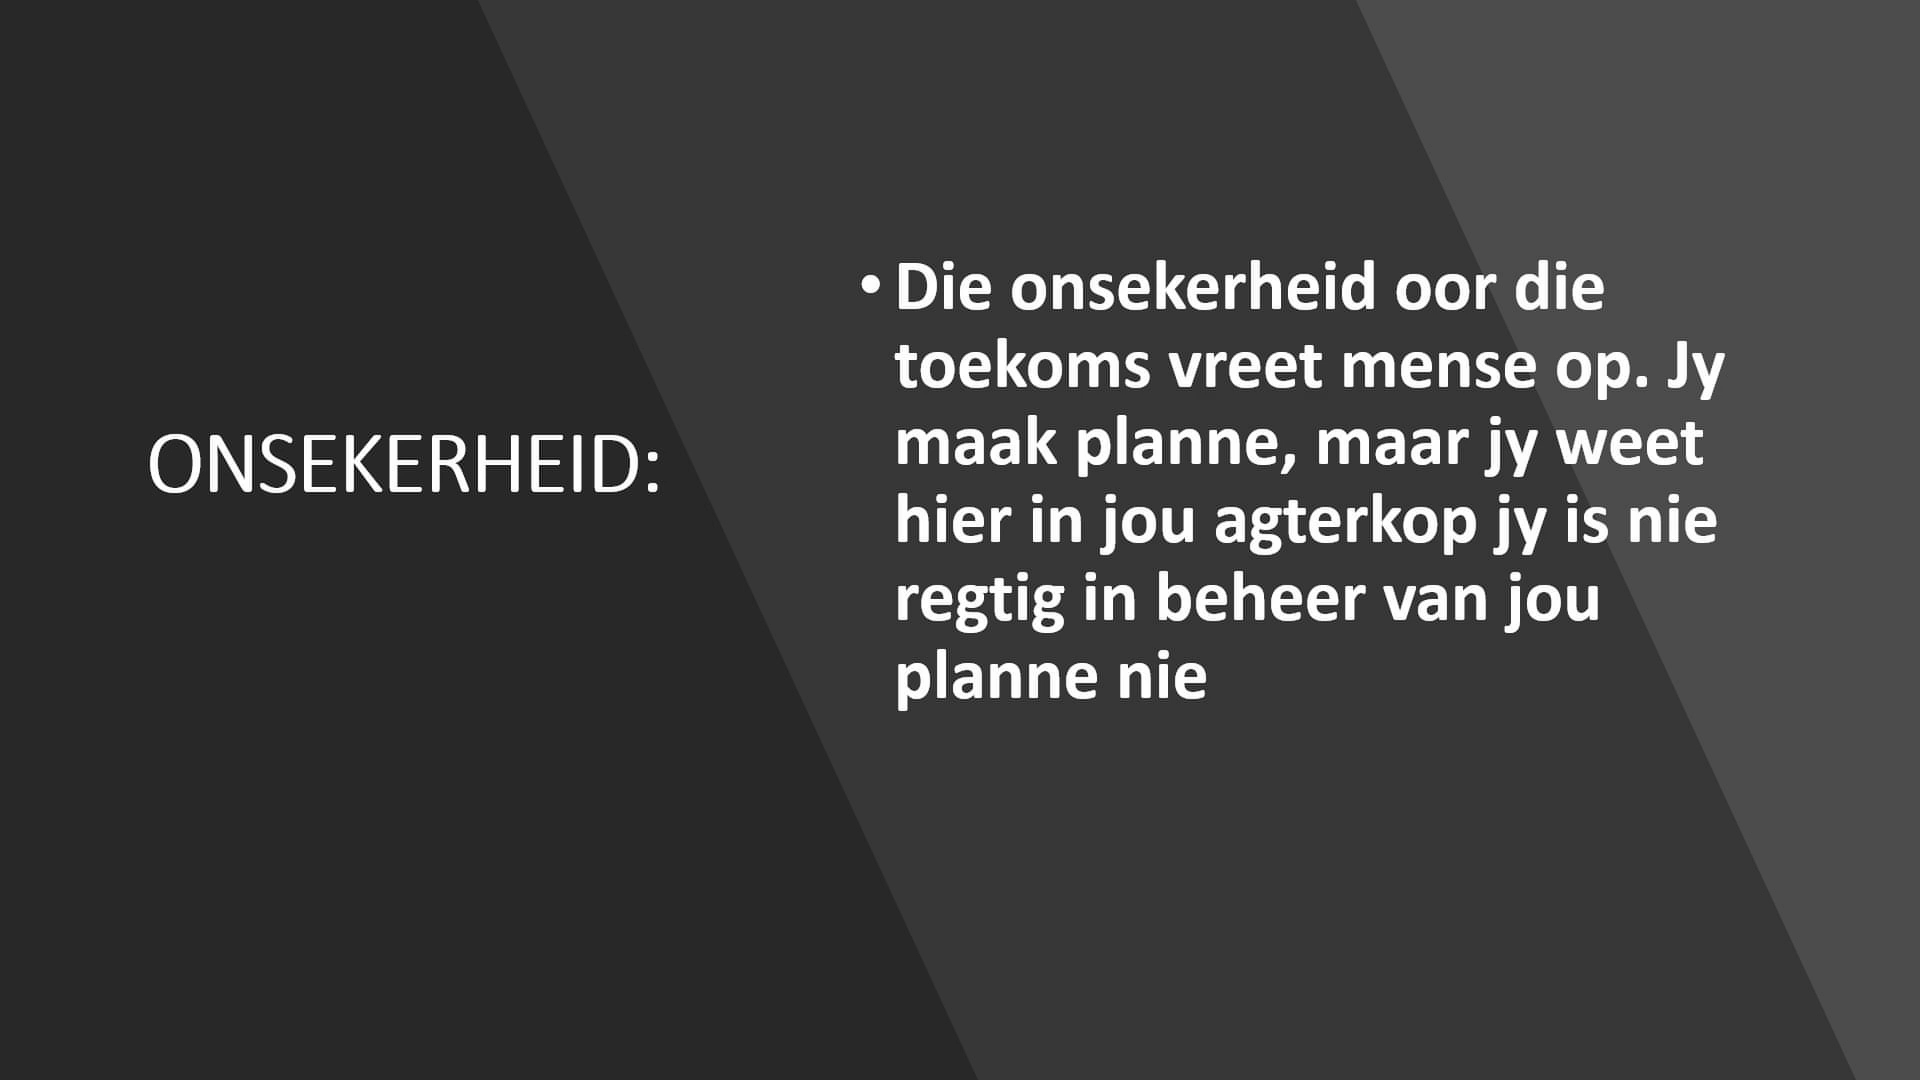 ONSEKERHEID:
• Die onsekerheid oor die
toekoms vreet mense op. Jy
maak planne, maar jy weet
hier in jou agterkop jy is nie
regtig in beheer van jou
planne nie